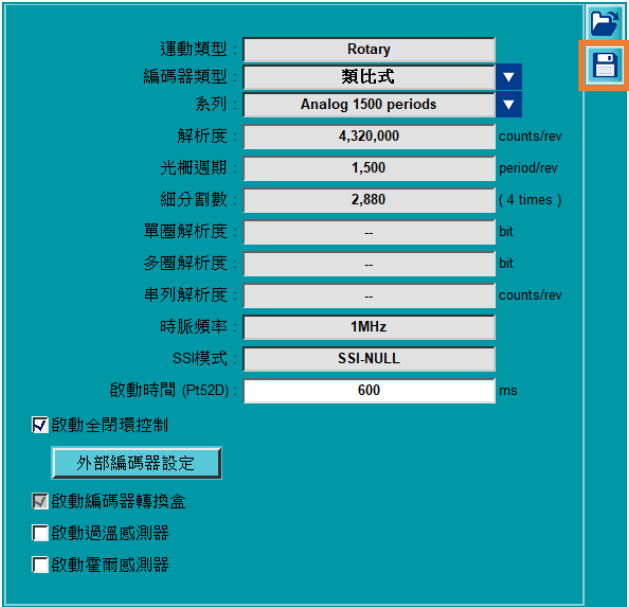 運動類型 : Rotary
編碼器類型 : 類比式
系列 : Analog 1500 periods
解析度 : 4,320,000 counts/rev
光柵週期 : 1,500 period/rev
細分割數 : 2,880 ( 4 times )
單圈解析度 : -- bit
多圈解析度 : -- bit
串列解析度 : -- counts/rev
時脈頻率 : 1MHz
SSI模式 : SSI-NULL
啟動時間 (Pt52D) : 600 ms
啟動全閉環控制
外部編碼器設定
啟動編碼器轉換盒
啟動過溫感測器
啟動霍爾感測器